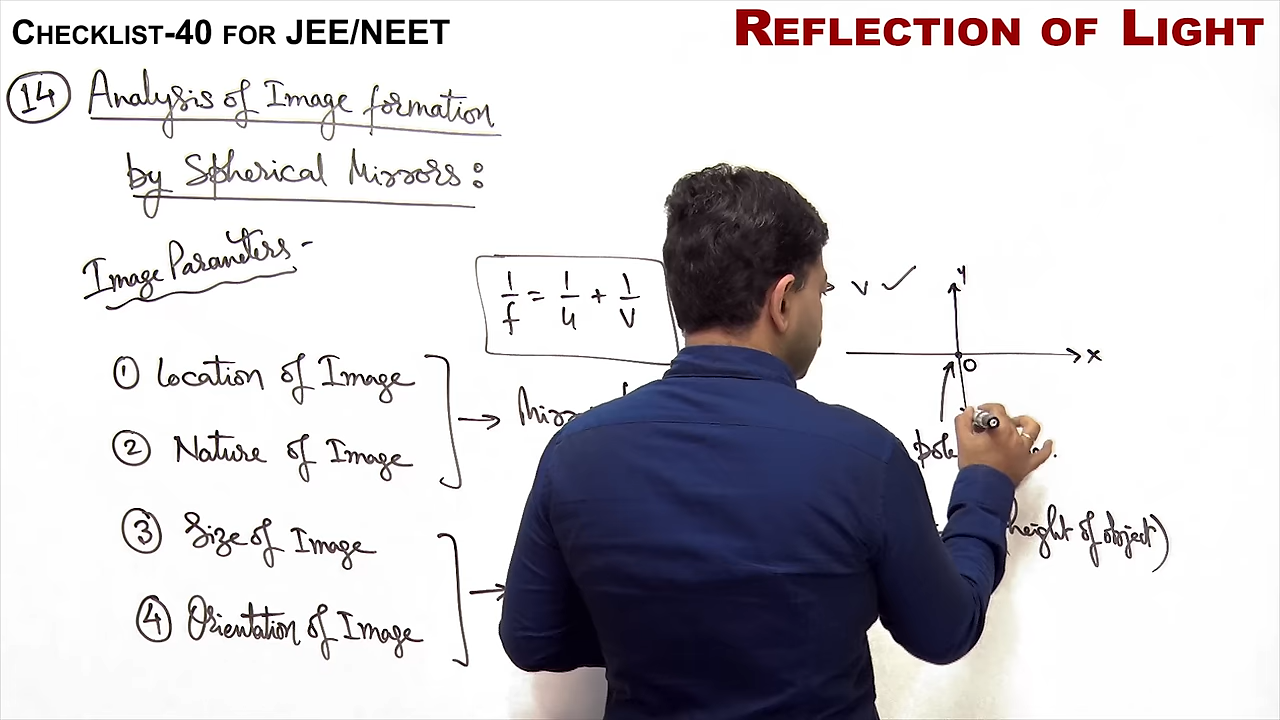 CHECKLIST-40 FOR JEE/NEET
REFLECTION OF LIGHT
14 Analysis of Image formation
by Spherical Mirrors:
Image Parameters -
1/f = 1/u + 1/v
→ v ✓
y
x
O
① Location of Image
② Nature of Image
③ Size of Image
④ Orientation of Image
(height of object)